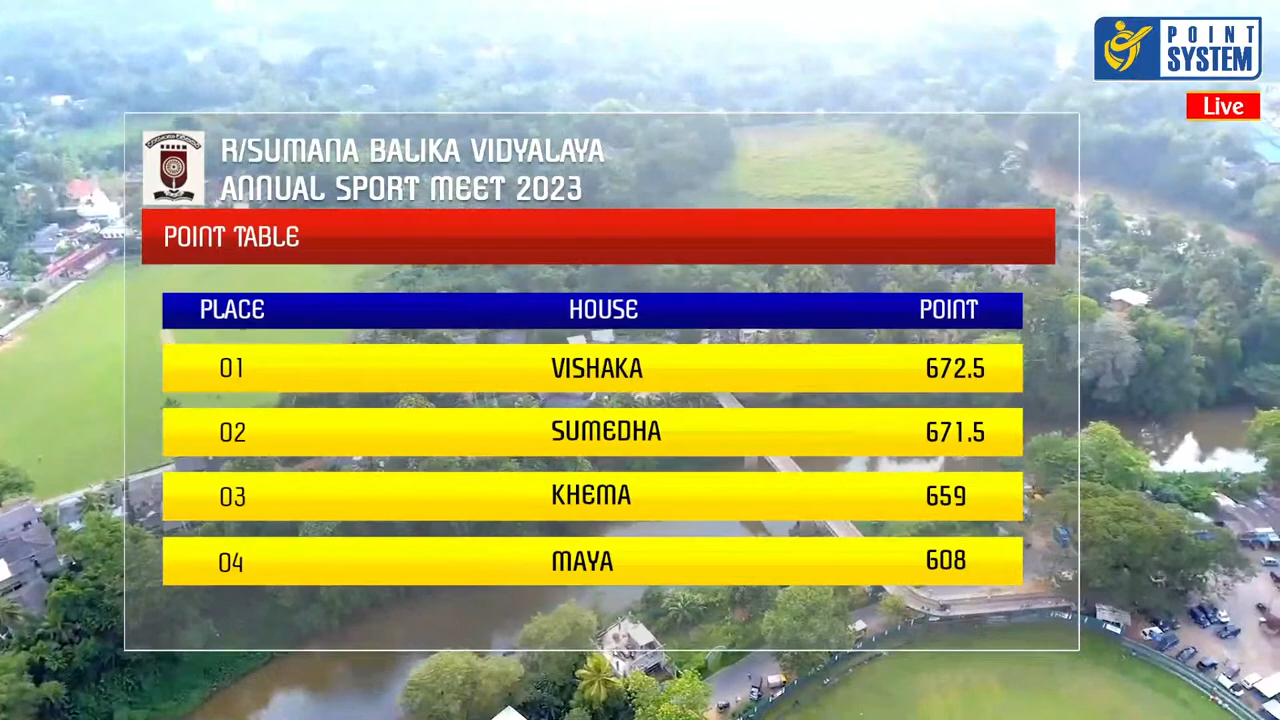 POINT
SYSTEM
Live
R/SUMANA BALIKA VIDYALAYA
ANNUAL SPORT MEET 2023
POINT TABLE
PLACE HOUSE POINT
01 VISHAKA 672.5
02 SUMEDHA 671.5
03 KHEMA 659
04 MAYA 608